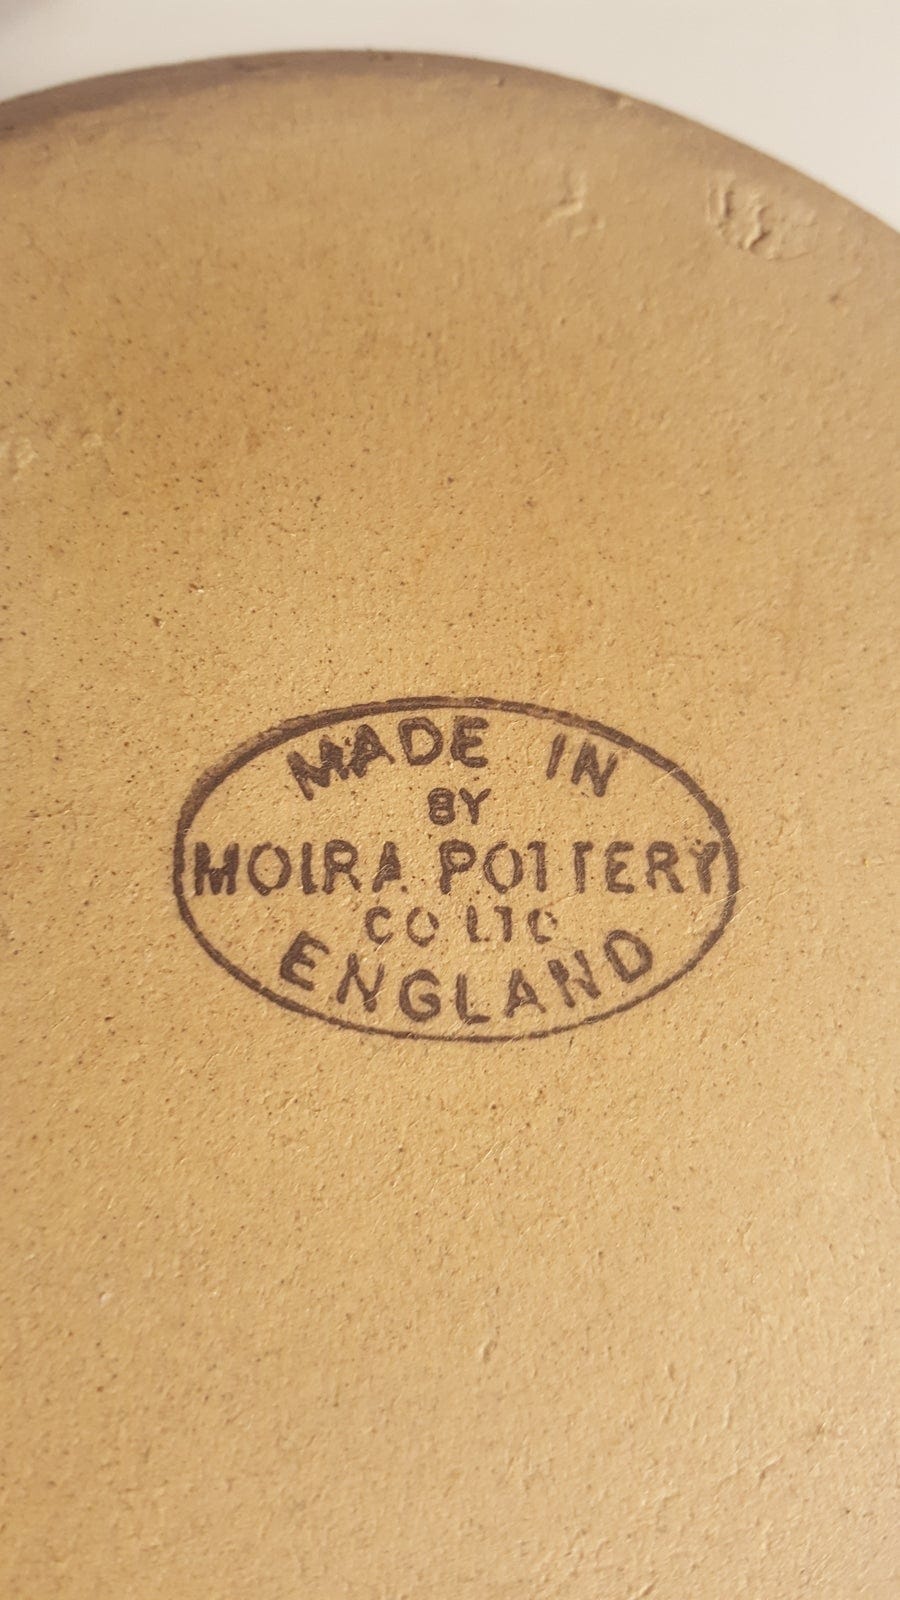 MADE IN
BY
MOIRA POTTERY
CO LTD
ENGLAND